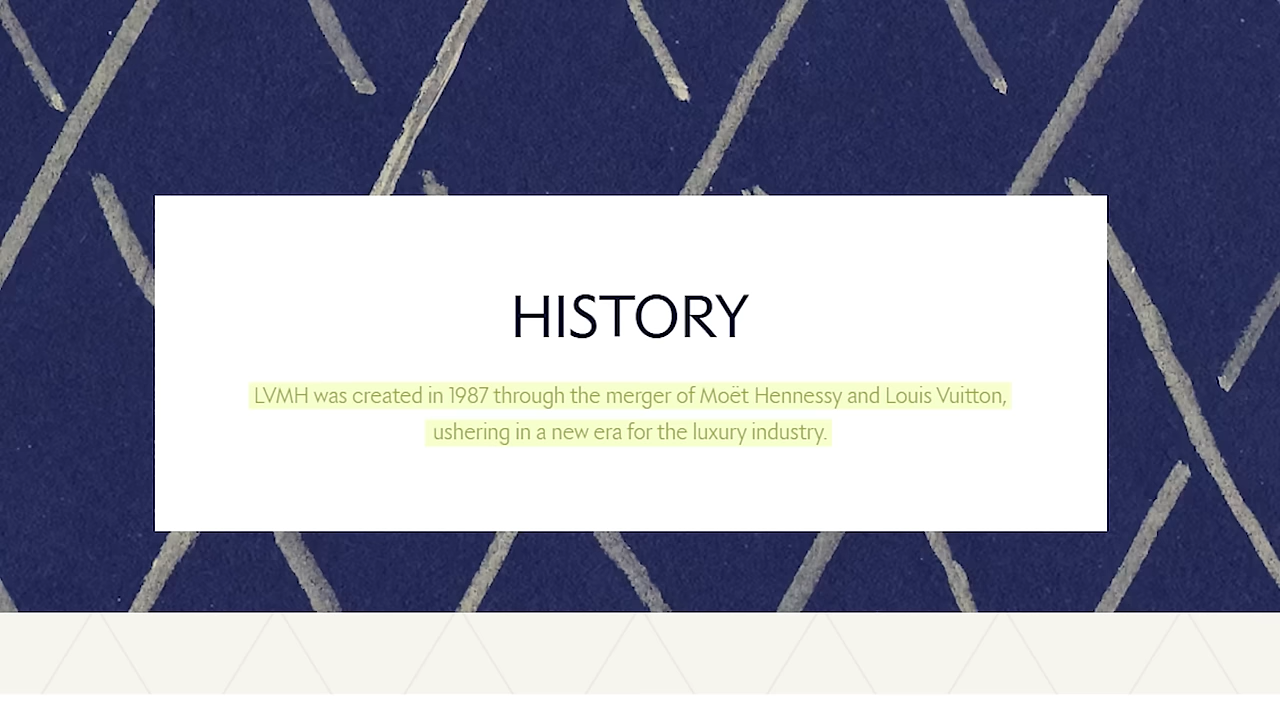 HISTORY
LVMH was created in 1987 through the merger of Moët Hennessy and Louis Vuitton,
ushering in a new era for the luxury industry.